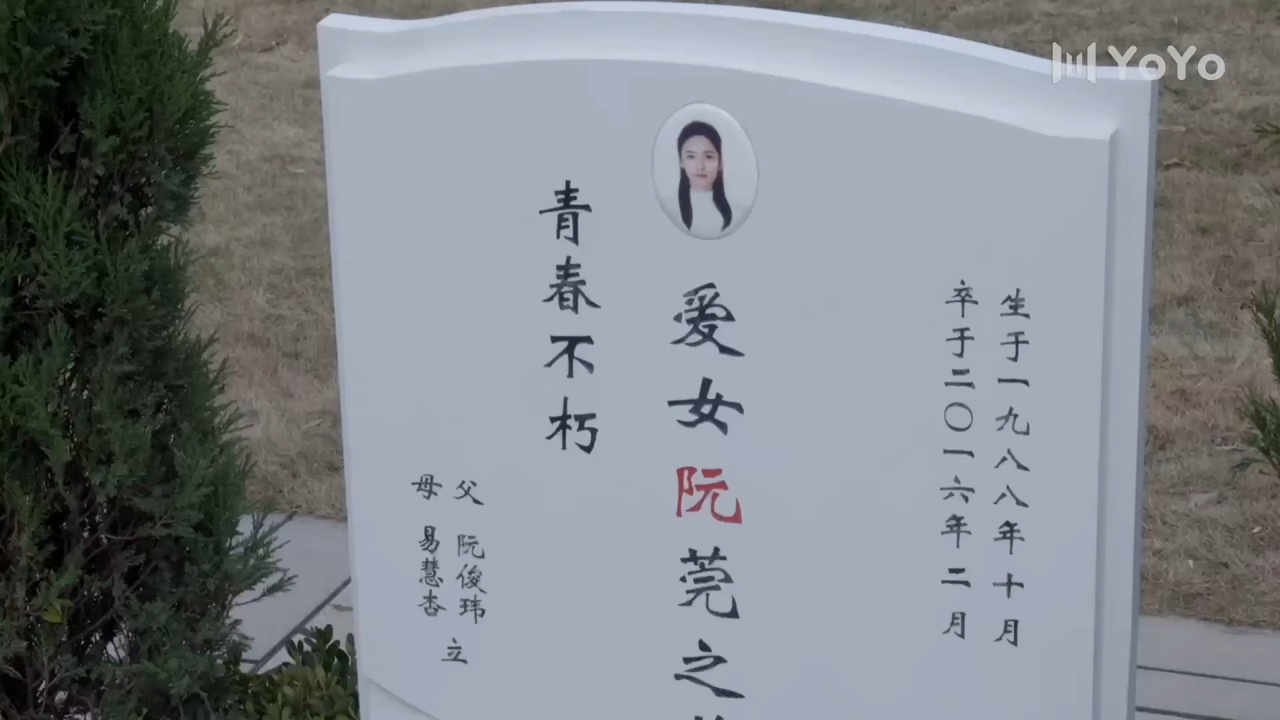 YoYo
生于一九八八年十月
卒于二〇一六年二月
爱女阮莞之
青春不朽
父 阮俊玮
母 易慧杏
立